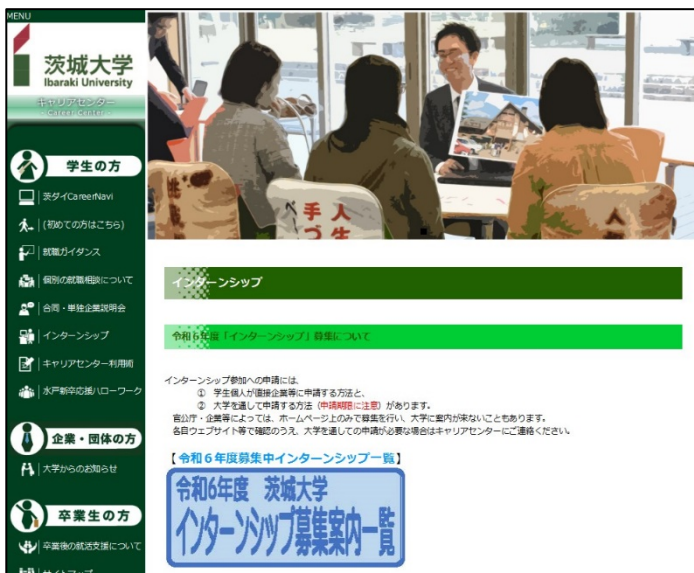 MENU
茨城大学
Ibaraki University
キャリアセンター
- Career Center -
学生の方
茨ダイCareerNavi
(初めての方はこちら)
就職ガイダンス
個別の就職相談について
合同・単独企業説明会
インターンシップ
キャリアセンター利用術
水戸新卒応援ハローワーク
企業・団体の方
大学からのお知らせ
卒業生の方
卒業後の就活支援について
サイトマップ
手 人
づ 生
人
インターンシップ
令和6年度「インターンシップ」募集について
インターンシップ参加への申請には、
① 学生個人が直接企業等に申請する方法と、
② 大学を通して申請する方法（申請期限に注意）があります。
官公庁・企業等によっては、ホームページ上のみで募集を行い、大学に案内が来ないこともあります。
各自ウェブサイト等で確認のうえ、大学を通しての申請が必要な場合はキャリアセンターにご連絡ください。
【令和６年度募集中インターンシップ一覧】
令和6年度 茨城大学
インターンシップ募集案内一覧